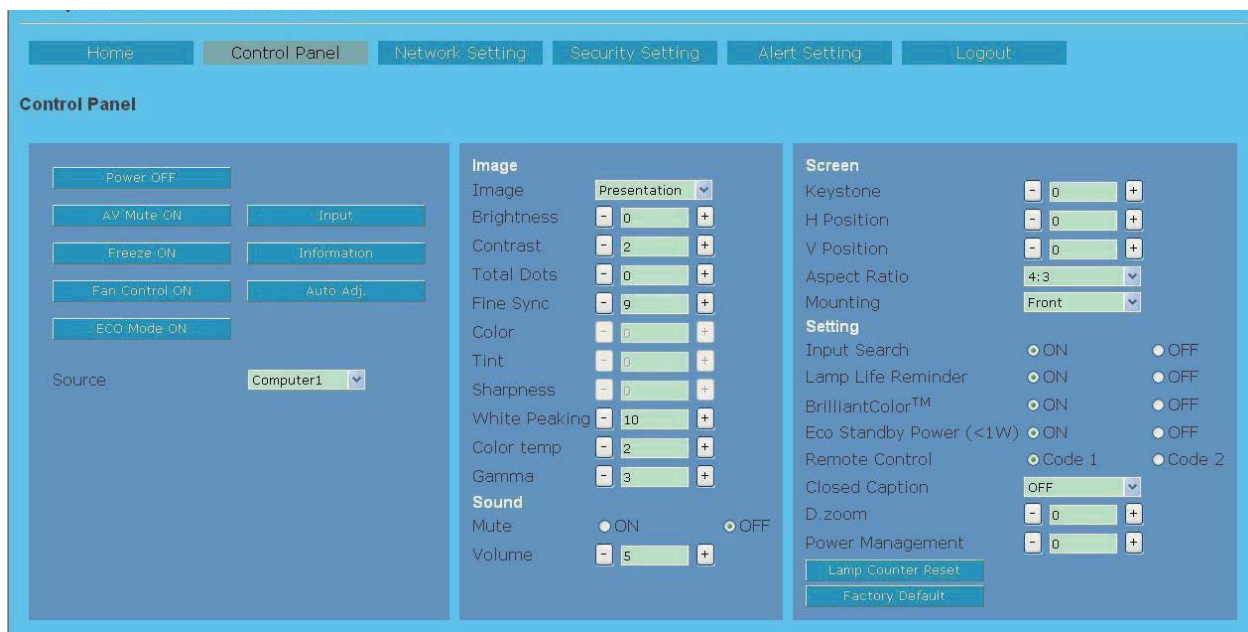 Home Control Panel Network Setting Security Setting Alert Setting Logout
Control Panel
Power OFF
AV Mute ON Input
Freeze ON Information
Fan Control ON Auto Adj.
ECO Mode ON
Source Computer1
Image
Image Presentation
Brightness - 0 +
Contrast - 2 +
Total Dots - 0 +
Fine Sync - 9 +
Color - 0 +
Tint - 0 +
Sharpness - 0 +
White Peaking - 10 +
Color temp - 2 +
Gamma - 3 +
Sound
Mute ON OFF
Volume - 5 +
Screen
Keystone - 0 +
H Position - 0 +
V Position - 0 +
Aspect Ratio 4:3
Mounting Front
Setting
Input Search ON OFF
Lamp Life Reminder ON OFF
BrilliantColor™ ON OFF
Eco Standby Power (<1W) ON OFF
Remote Control Code 1 Code 2
Closed Caption OFF
D.zoom - 0 +
Power Management - 0 +
Lamp Counter Reset
Factory Default